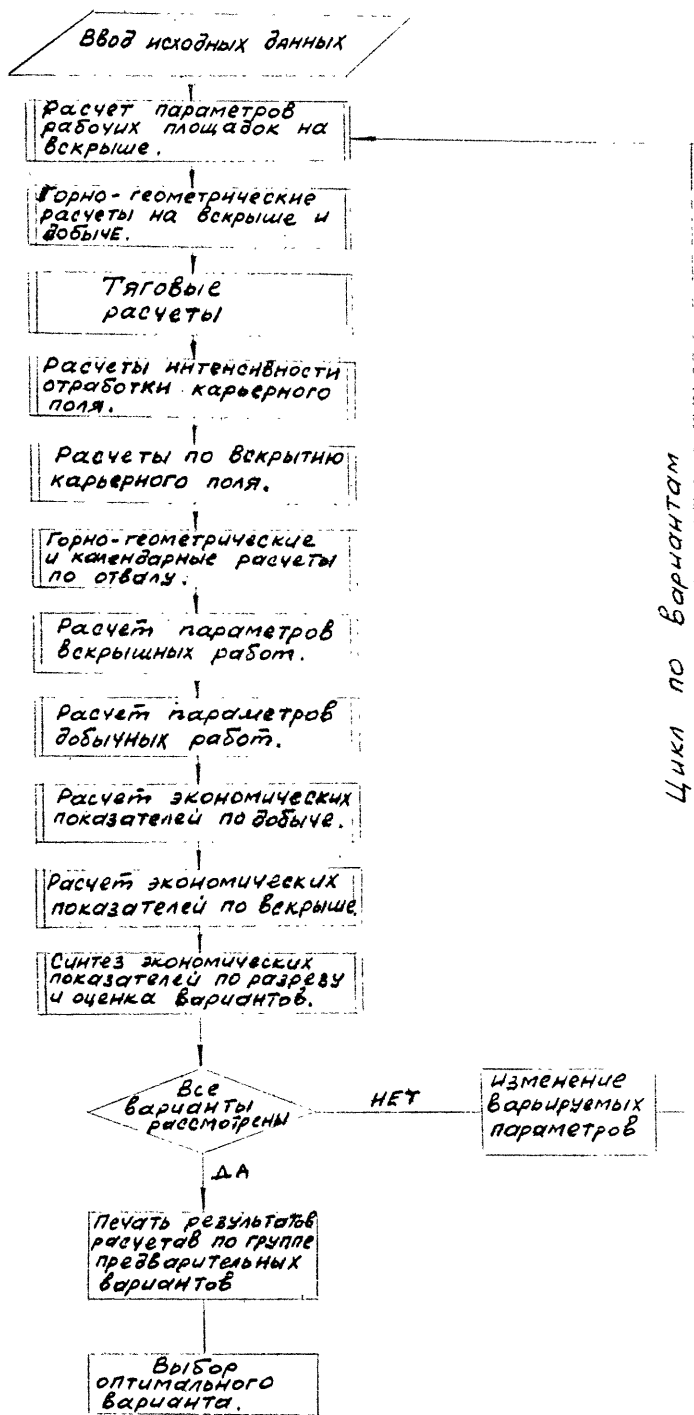 Ввод исходных данных
Расчет параметров
рабочих площадок на
вскрыше.
Горно-геометрические
расчеты на вскрыше и
добыче.
Тяговые
расчеты
Расчеты интенсивности
отработки карьерного
поля.
Расчеты по вскрытию
карьерного поля.
Горно-геометрические
и календарные расчеты
по отвалу.
Расчет параметров
вскрышных работ.
Расчет параметров
добычных работ.
Расчет экономических
показателей по добыче.
Расчет экономических
показателей по вскрыше.
Синтез экономических
показателей по разрезу
и оценка вариантов.
Все
варианты
рассмотрены
НЕТ
Изменение
варьируемых
параметров
Цикл по вариантам
ДА
Печать результатов
расчетав по группе
предварительных
вариантов
Выбор
оптимального
варианта.